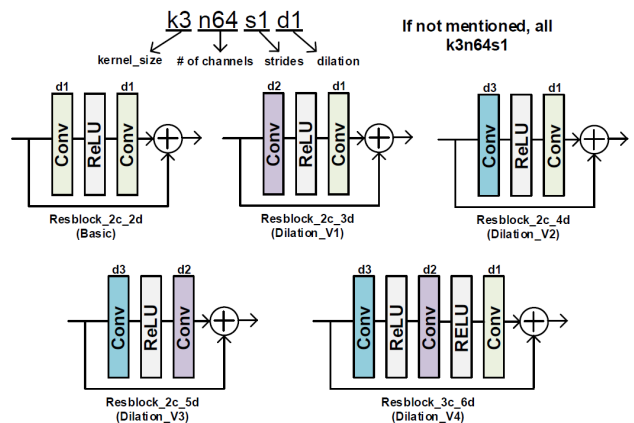 k3 n64 s1 d1
kernel_size # of channels strides dilation
If not mentioned, all
k3n64s1
d1 d1
Conv ReLU Conv
Resblock_2c_2d
(Basic)
d2 d1
Conv ReLU Conv
Resblock_2c_3d
(Dilation_V1)
d3 d1
Conv ReLU Conv
Resblock_2c_4d
(Dilation_V2)
d3 d2
Conv ReLU Conv
Resblock_2c_5d
(Dilation_V3)
d3 d2 d1
Conv ReLU Conv ReLU Conv
Resblock_3c_6d
(Dilation_V4)